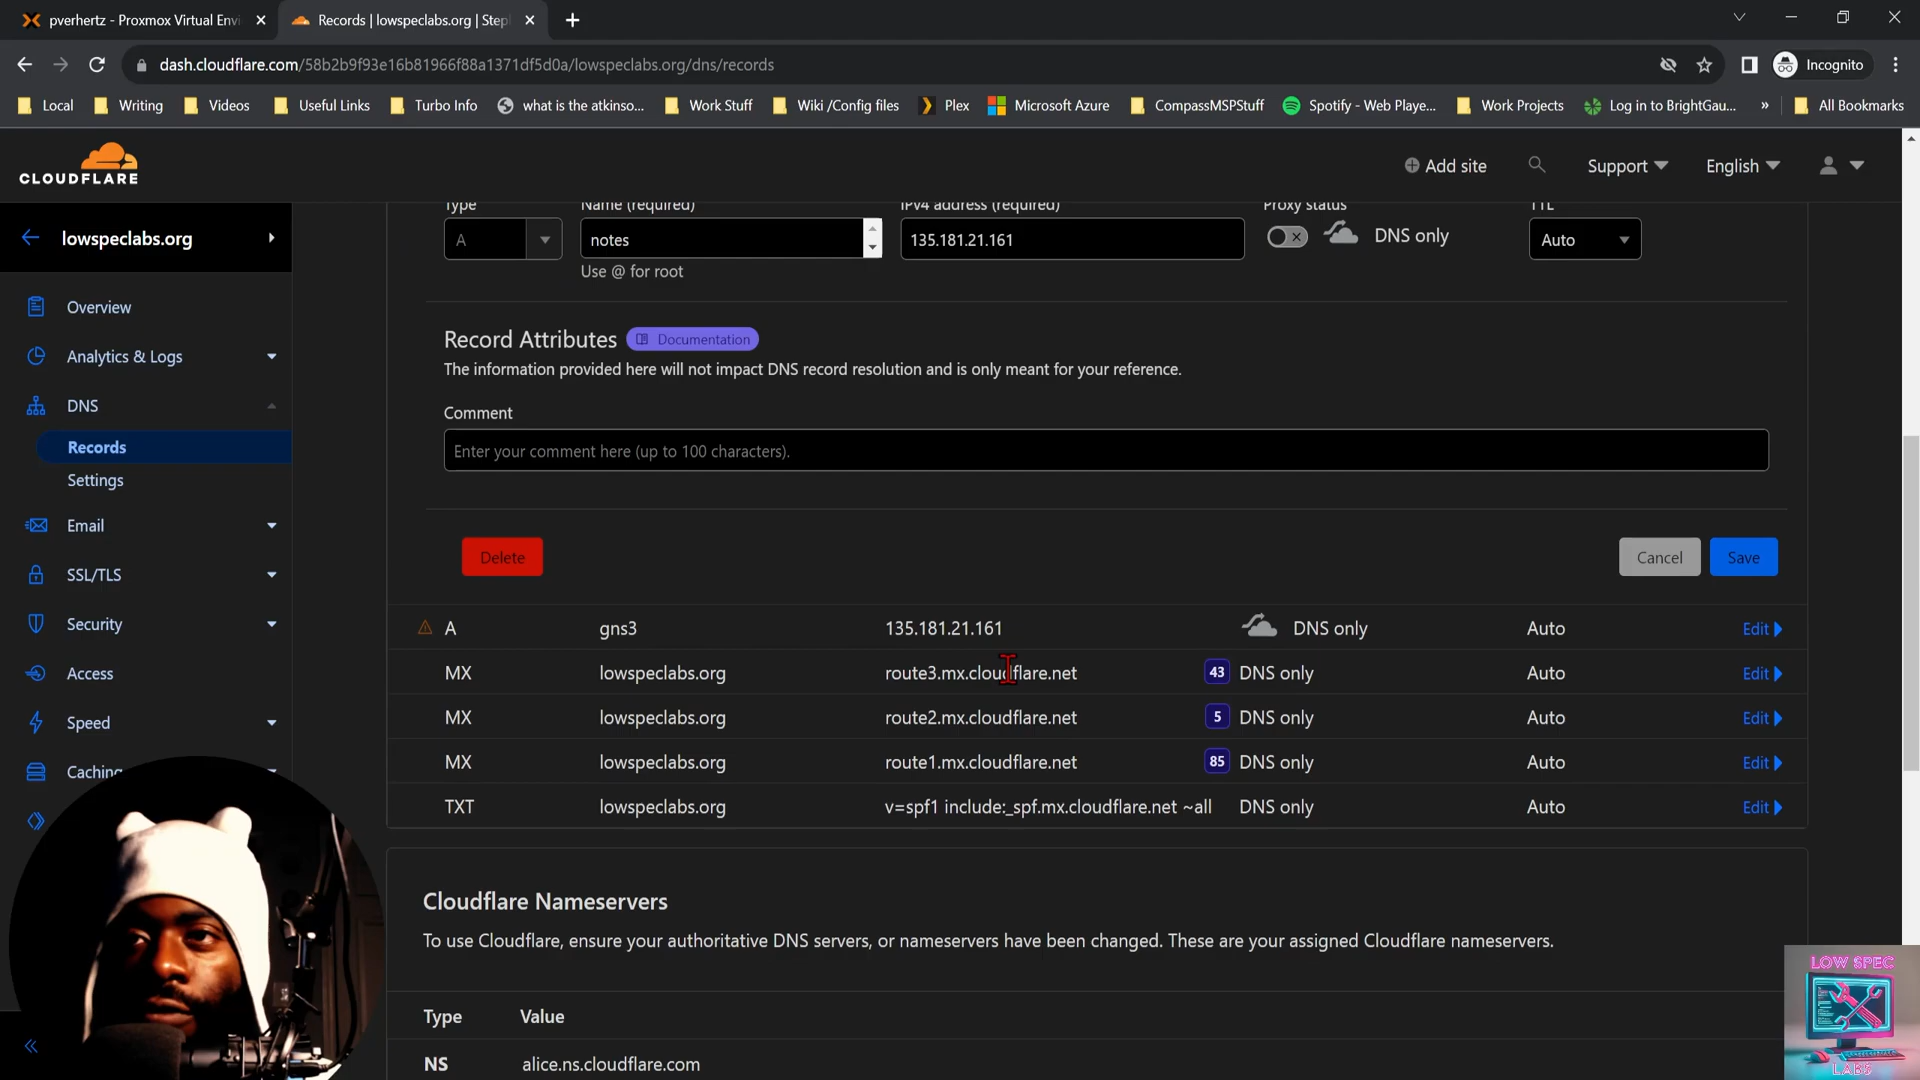 pverhertz - Proxmox Virtual Envi
Records | lowspeclabs.org | Step
dash.cloudflare.com/58b2b9f93e16b81966f88a1371df5d0a/lowspeclabs.org/dns/records
Incognito
Local
Writing
Videos
Useful Links
Turbo Info
what is the atkinso...
Work Stuff
Wiki /Config files
Plex
Microsoft Azure
CompassMSPStuff
Spotify - Web Playe...
Work Projects
Log in to BrightGau...
»
All Bookmarks
CLOUDFLARE
Add site
Support
English
lowspeclabs.org
Overview
Analytics & Logs
DNS
Records
Settings
Email
SSL/TLS
Security
Access
Speed
Caching
Type
Name (required)
IPv4 address (required)
Proxy status
TTL
A
notes
135.181.21.161
DNS only
Auto
Use @ for root
Record Attributes
Documentation
The information provided here will not impact DNS record resolution and is only meant for your reference.
Comment
Enter your comment here (up to 100 characters).
Delete
Cancel
Save
A gns3 135.181.21.161 DNS only Auto Edit
MX lowspeclabs.org route3.mx.cloudflare.net 43 DNS only Auto Edit
MX lowspeclabs.org route2.mx.cloudflare.net 5 DNS only Auto Edit
MX lowspeclabs.org route1.mx.cloudflare.net 85 DNS only Auto Edit
TXT lowspeclabs.org v=spf1 include:_spf.mx.cloudflare.net ~all DNS only Auto Edit
Cloudflare Nameservers
To use Cloudflare, ensure your authoritative DNS servers, or nameservers have been changed. These are your assigned Cloudflare nameservers.
Type Value
NS alice.ns.cloudflare.com
LOW SPEC
LABS